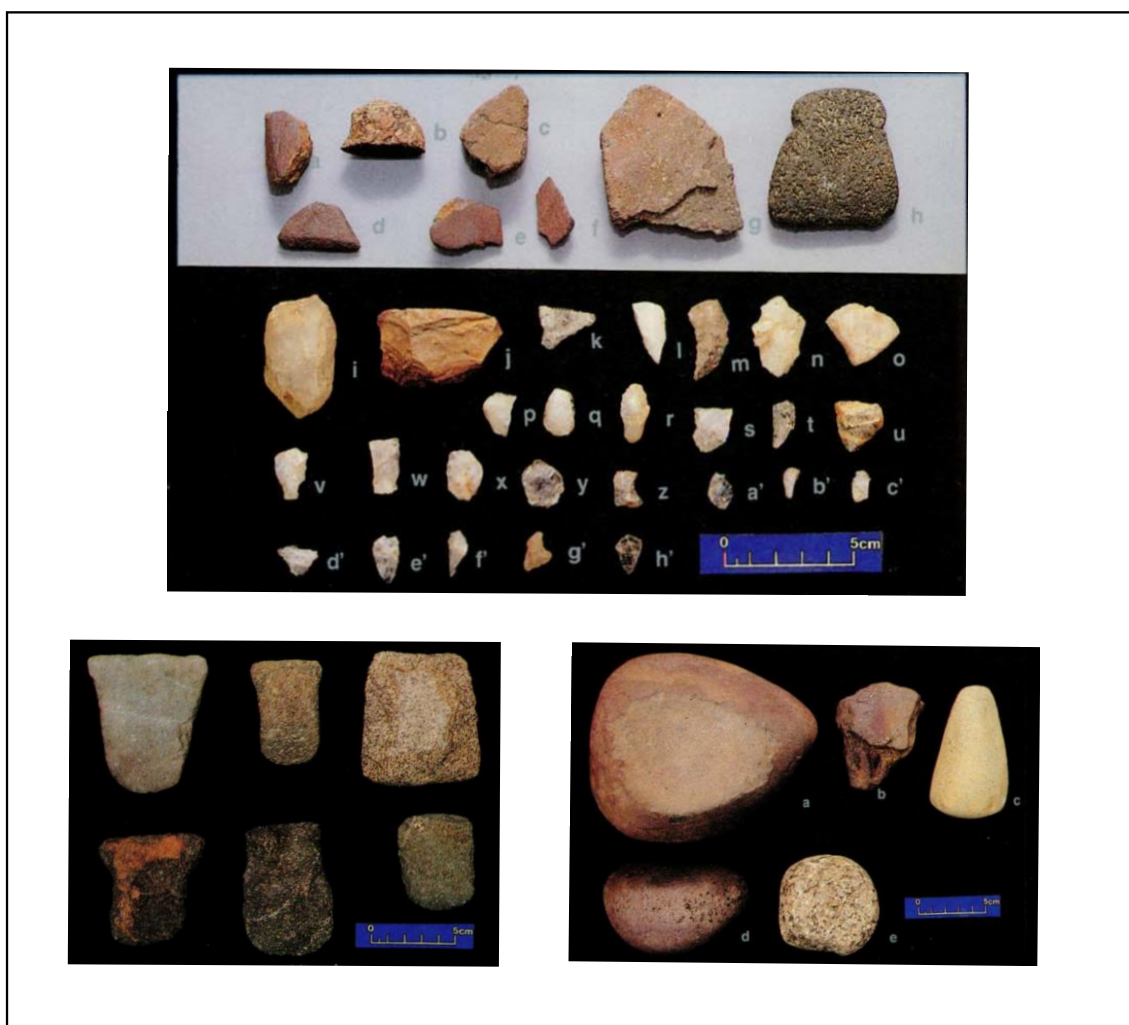 a b c
d e f g h
i j k l m n o
p q r s t u
v w x y z a' b' c'
d' e' f' g' h'
0 5cm
0 5cm
a b c
d e
0 5cm